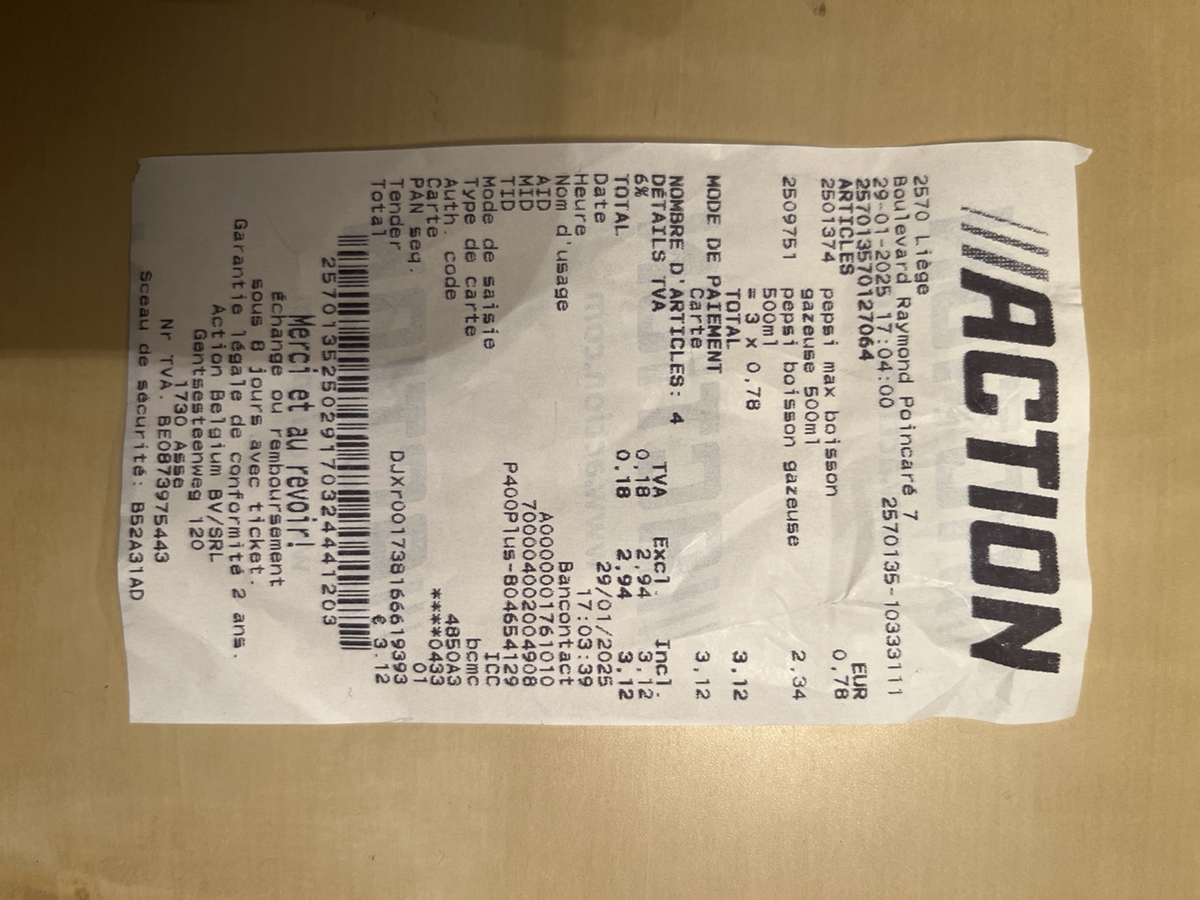 ACTION
2570 Liège
Boulevard Raymond Poincaré 7
29-01-2025 17:04:00 2570135-10333111
257013570127064
ARTICLES EUR
2501374 pepsi max boisson 0,78
gazeuse 500ml
2509751 pepsi boisson gazeuse 2,34
500ml
= 3 x 0,78
TOTAL 3,12
MODE DE PAIEMENT
Carte 3,12
NOMBRE D'ARTICLES: 4
DÉTAILS TVA TVA Excl. Incl.
6% 0,18 2,94 3,12
TOTAL 0,18 2,94 3,12
Date 29/01/2025
Heure 17:03:39
Nom d'usage Bancontact
AID A0000001761010
MID 700004002004908
TID P400Plus-804654129
Mode de saisie ICC
Type de carte bcmc
Auth. code 4850A3
Carte ****0433
PAN seq. 01
Tender DJXr001738166619393
Total € 3.12
2570135250291703244412​03
Merci et au revoir!
échange ou remboursement
sous 8 jours avec ticket.
Garantie légale de conformité 2 ans.
Action Belgium BV/SRL
Gentsesteenweg 120
1730 Asse
Nr TVA. BE0873975443
Sceau de sécurité: B52A31AD